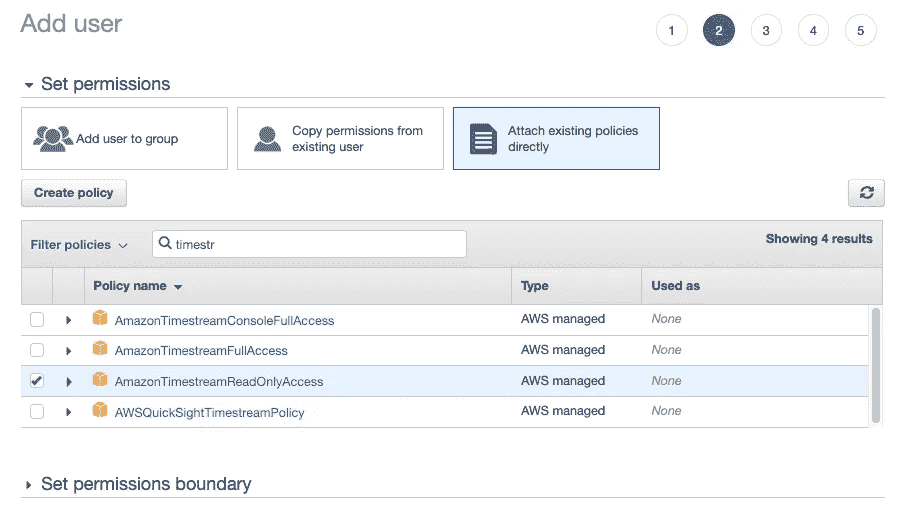 Add user
1 2 3 4 5
Set permissions
Add user to group
Copy permissions from
existing user
Attach existing policies
directly
Create policy
Filter policies
timestr
Showing 4 results
Policy name Type Used as
AmazonTimestreamConsoleFullAccess AWS managed None
AmazonTimestreamFullAccess AWS managed None
AmazonTimestreamReadOnlyAccess AWS managed None
AWSQuickSightTimestreamPolicy AWS managed None
Set permissions boundary